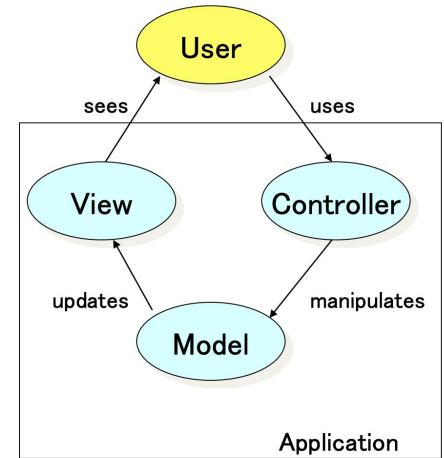 User
sees
uses
View
Controller
updates
manipulates
Model
Application